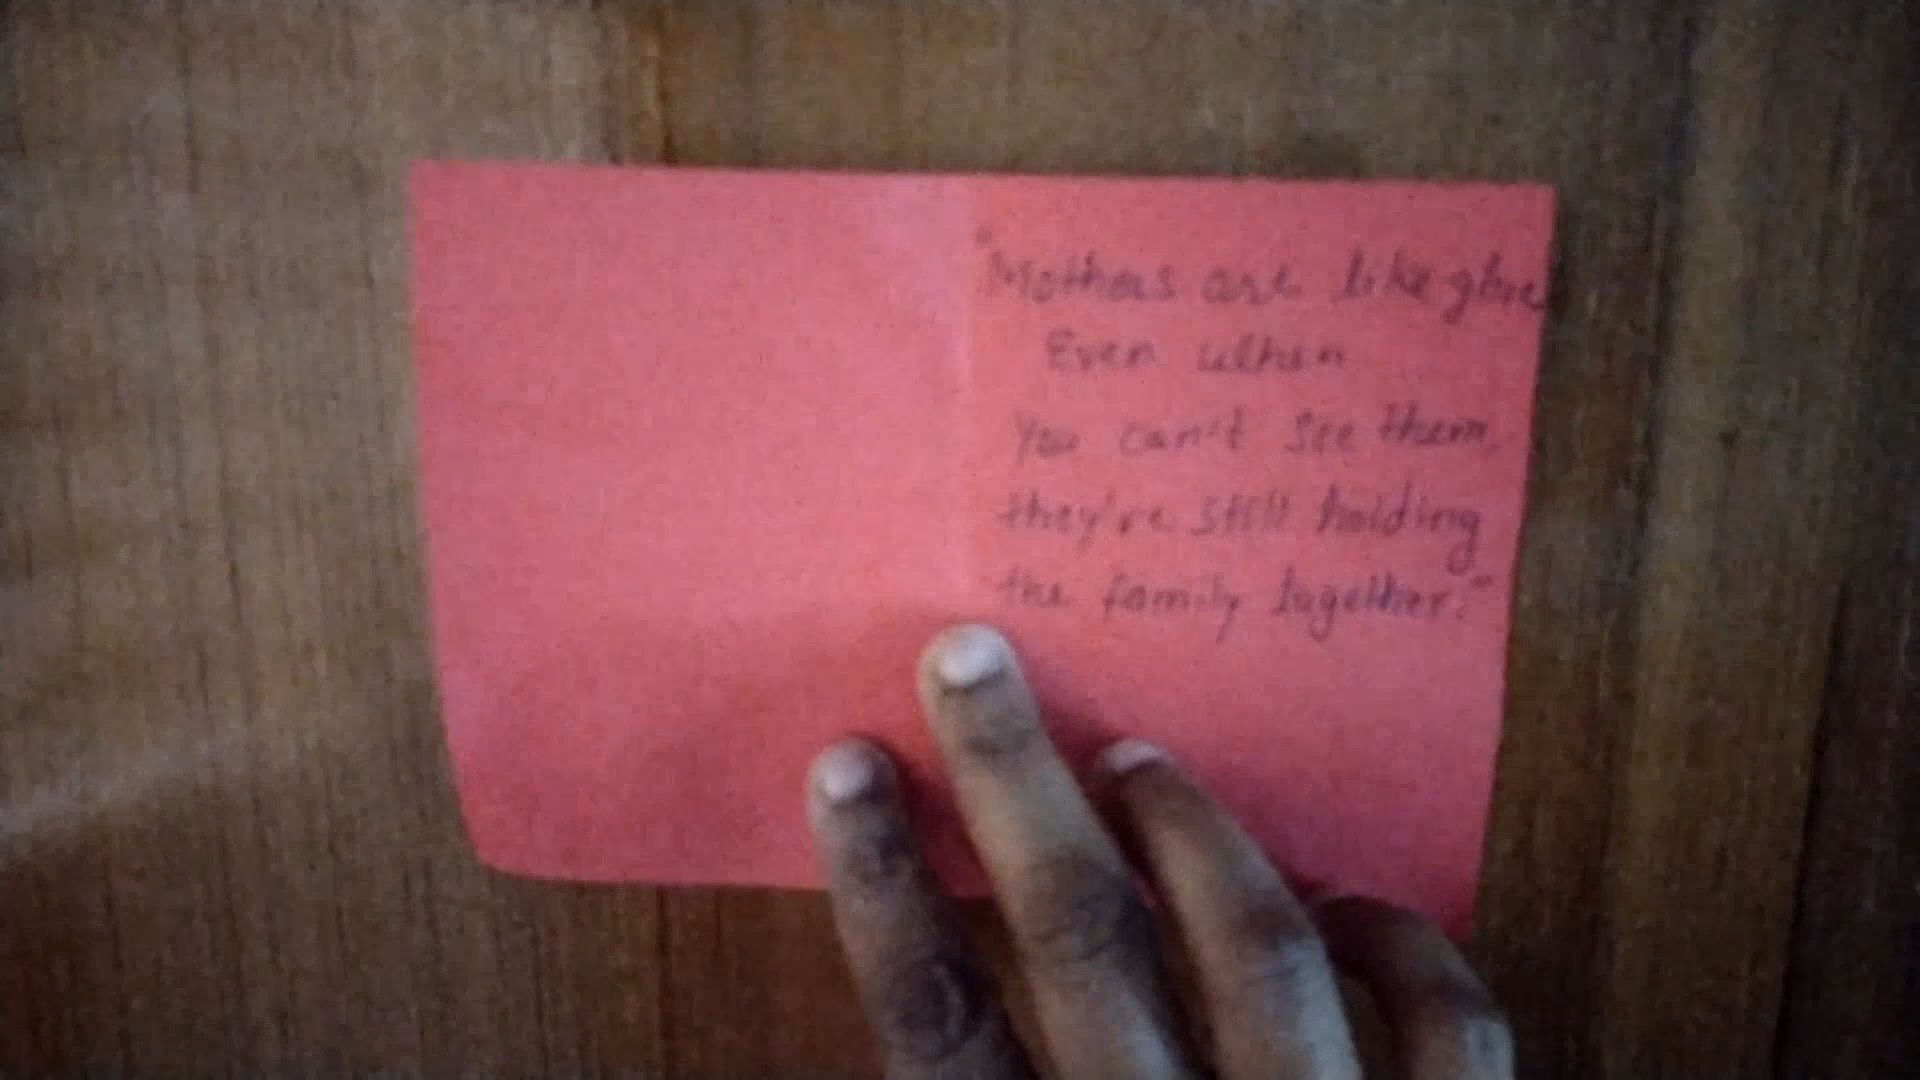 "Mothers are like glue
Even when
You can't see them,
they're still holding
the family together."